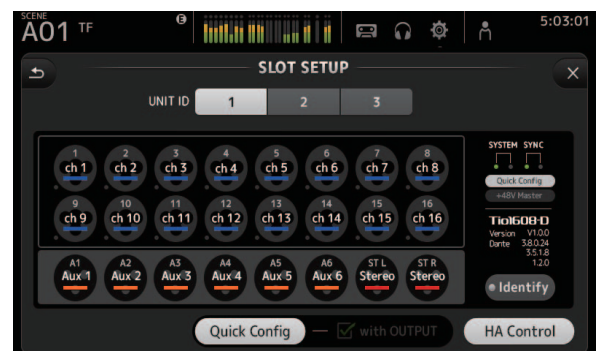 SCENE
A01 TF
E
5:03:01
SLOT SETUP
UNIT ID 1 2 3
1 2 3 4 5 6 7 8
ch 1 ch 2 ch 3 ch 4 ch 5 ch 6 ch 7 ch 8
9 10 11 12 13 14 15 16
ch 9 ch 10 ch 11 ch 12 ch 13 ch 14 ch 15 ch 16
A1 A2 A3 A4 A5 A6 ST L ST R
Aux 1 Aux 2 Aux 3 Aux 4 Aux 5 Aux 6 Stereo Stereo
SYSTEM SYNC
Quick Config
+48V Master
Tio1608-D
Version V1.0.0
Dante 3.8.0.24
3.5.1.8
1.2.0
Identify
Quick Config with OUTPUT HA Control